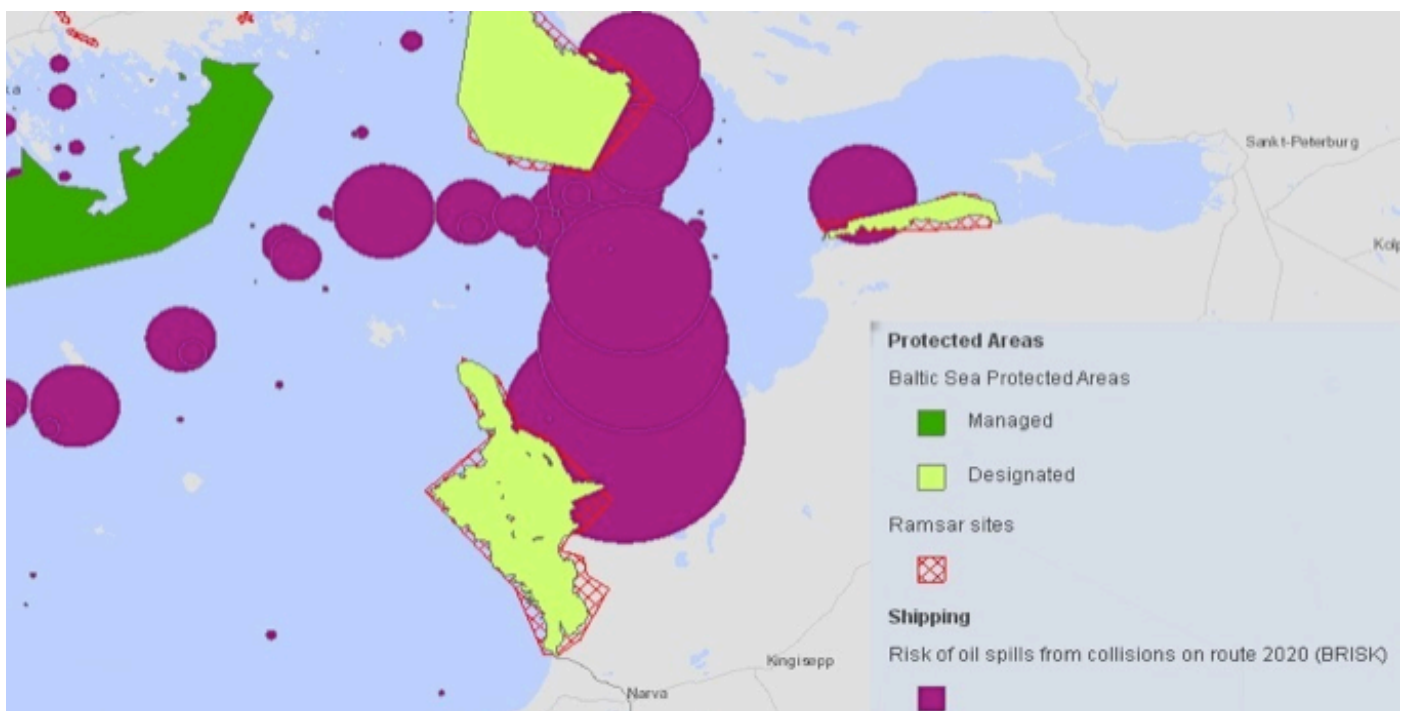 Sankt-Peterburg
Protected Areas
Baltic Sea Protected Areas
Managed
Designated
Ramsar sites
Shipping
Risk of oil spills from collisions on route 2020 (BRISK)
Kingisepp
Narva